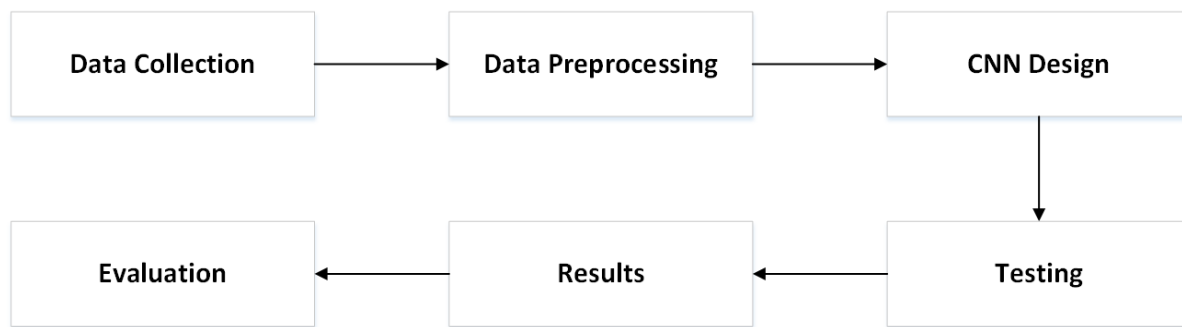 Data Collection
Data Preprocessing
CNN Design
Testing
Results
Evaluation